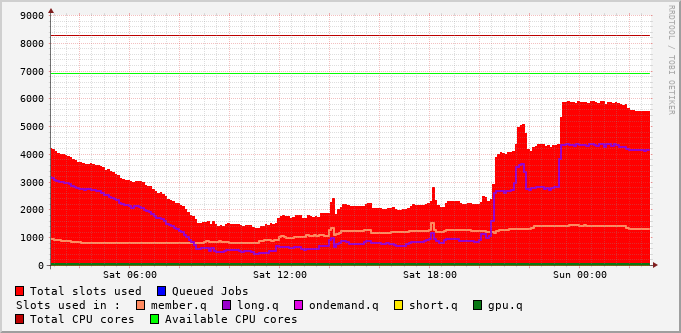 9000
8000
7000
6000
5000
4000
3000
2000
1000
0
Sat 06:00 Sat 12:00 Sat 18:00 Sun 00:00
Total slots used Queued Jobs
Slots used in : member.q long.q ondemand.q short.q gpu.q
Total CPU cores Available CPU cores
RRDTOOL / TOBI OETIKER